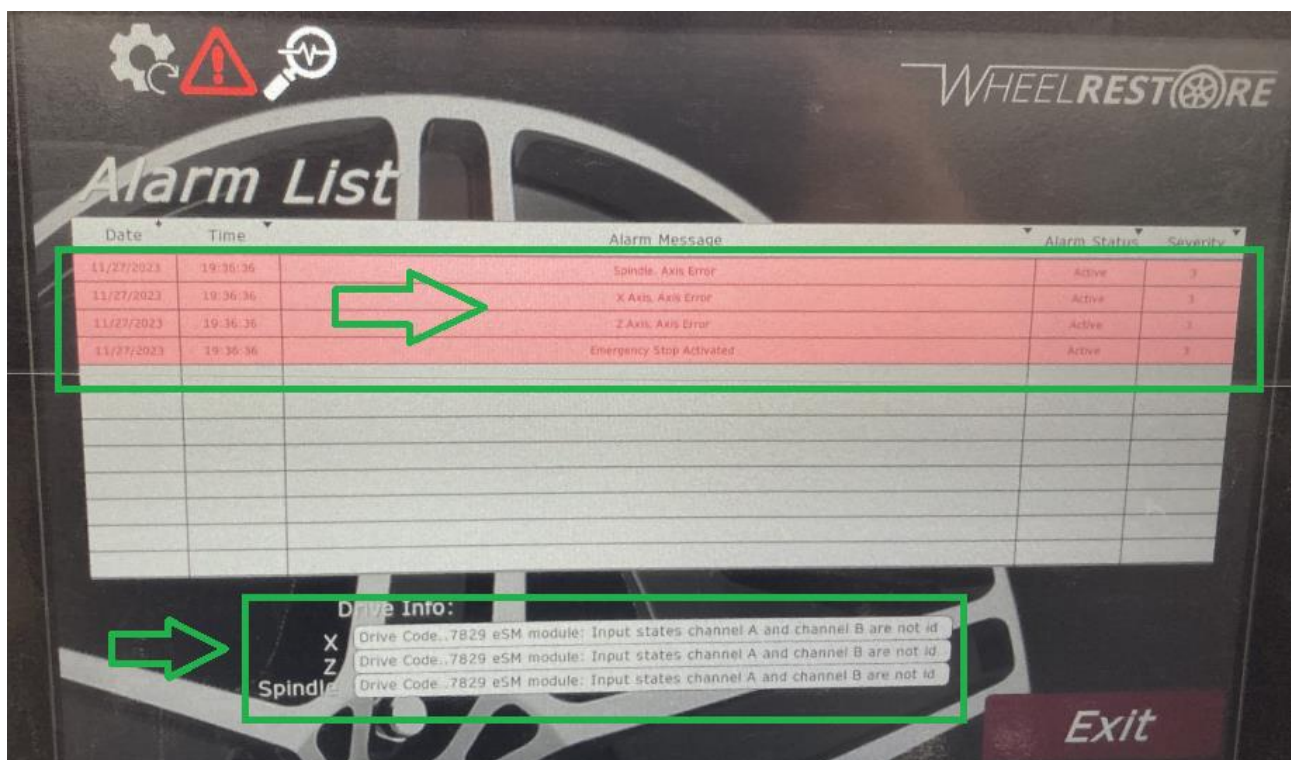 WHEELRESTORE
Alarm List
Date Time Alarm Message Alarm Status Severity
11/27/2023 19:36:36 Spindle, Axis Error Active 3
11/27/2023 19:36:36 X Axis, Axis Error Active 3
11/27/2023 19:36:36 Z Axis, Axis Error Active 3
11/27/2023 19:36:36 Emergency Stop Activated Active 3
Drive Info:
X Drive Code..7829 eSM module: Input states channel A and channel B are not id
Z Drive Code..7829 eSM module: Input states channel A and channel B are not id
Spindle Drive Code..7829 eSM module: Input states channel A and channel B are not id
Exit